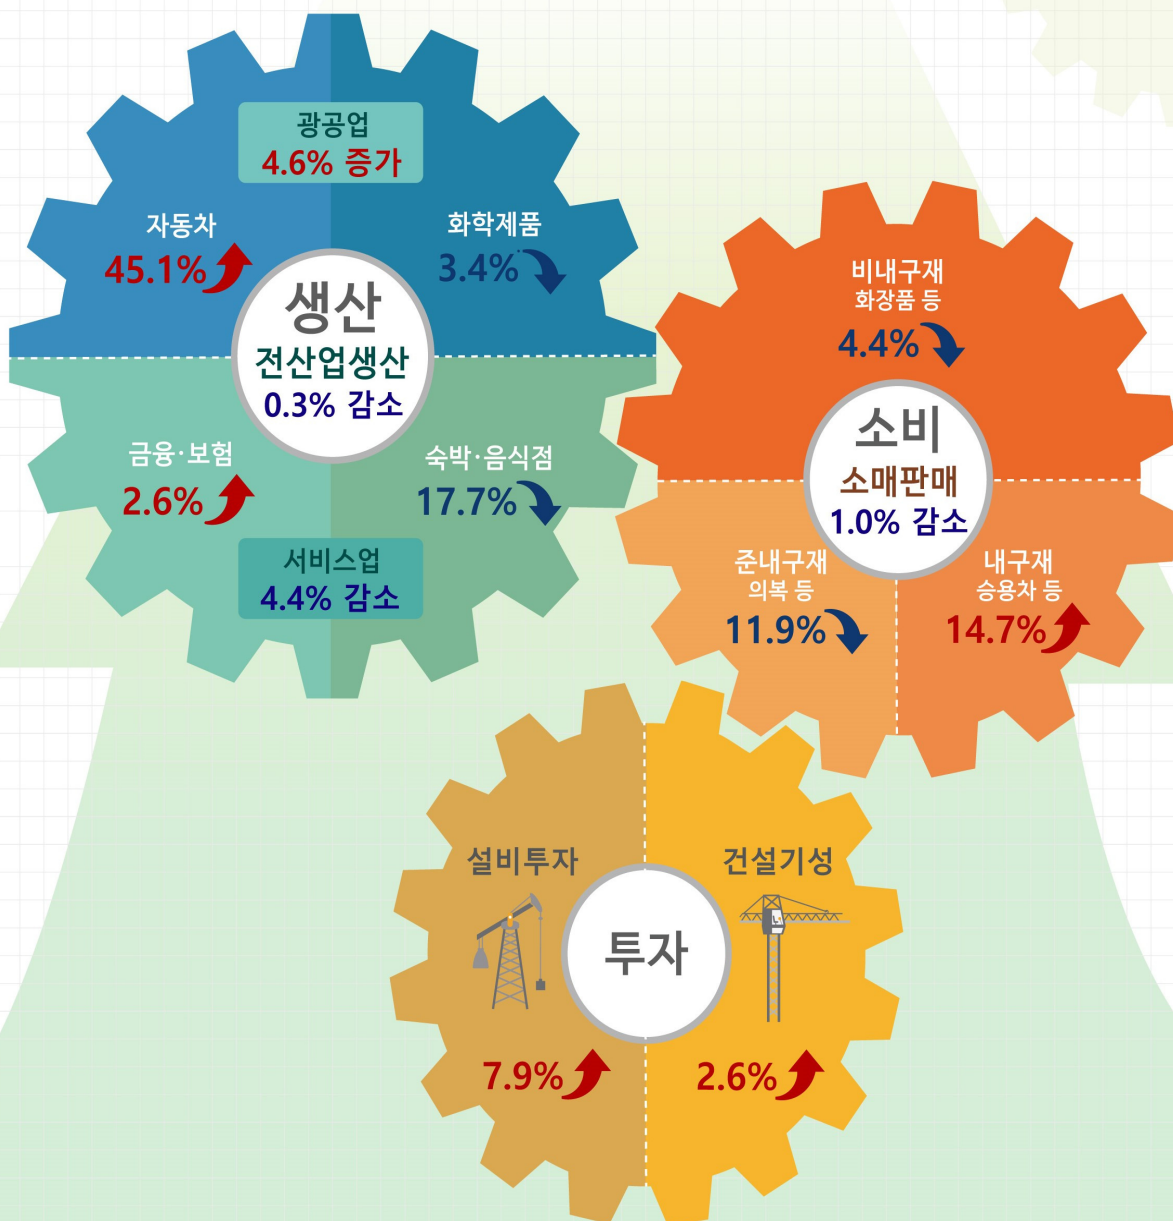 광공업
4.6% 증가
자동차
45.1%
화학제품
3.4%
생산
전산업생산
0.3% 감소
금융·보험
2.6%
숙박·음식점
17.7%
서비스업
4.4% 감소
비내구재
화장품 등
4.4%
소비
소매판매
1.0% 감소
준내구재
의복 등
11.9%
내구재
승용차 등
14.7%
설비투자
건설기성
투자
7.9%
2.6%